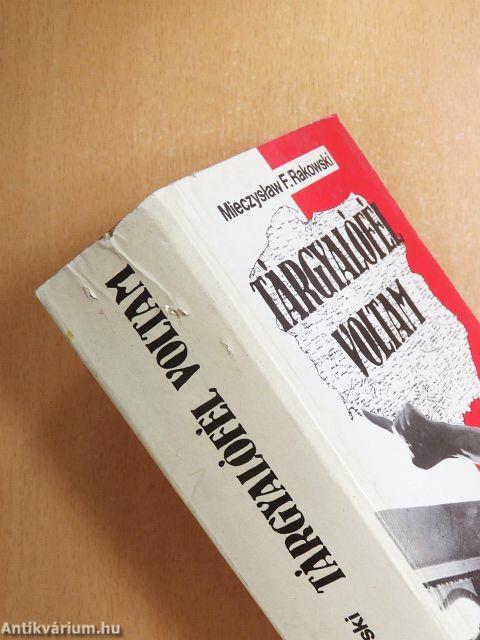 Mieczysław F. Rakowski
TÁRGYALÓFÉL
VOLTAM
TÁRGYALÓFÉL VOLTAM
ski
Antikvárium.hu